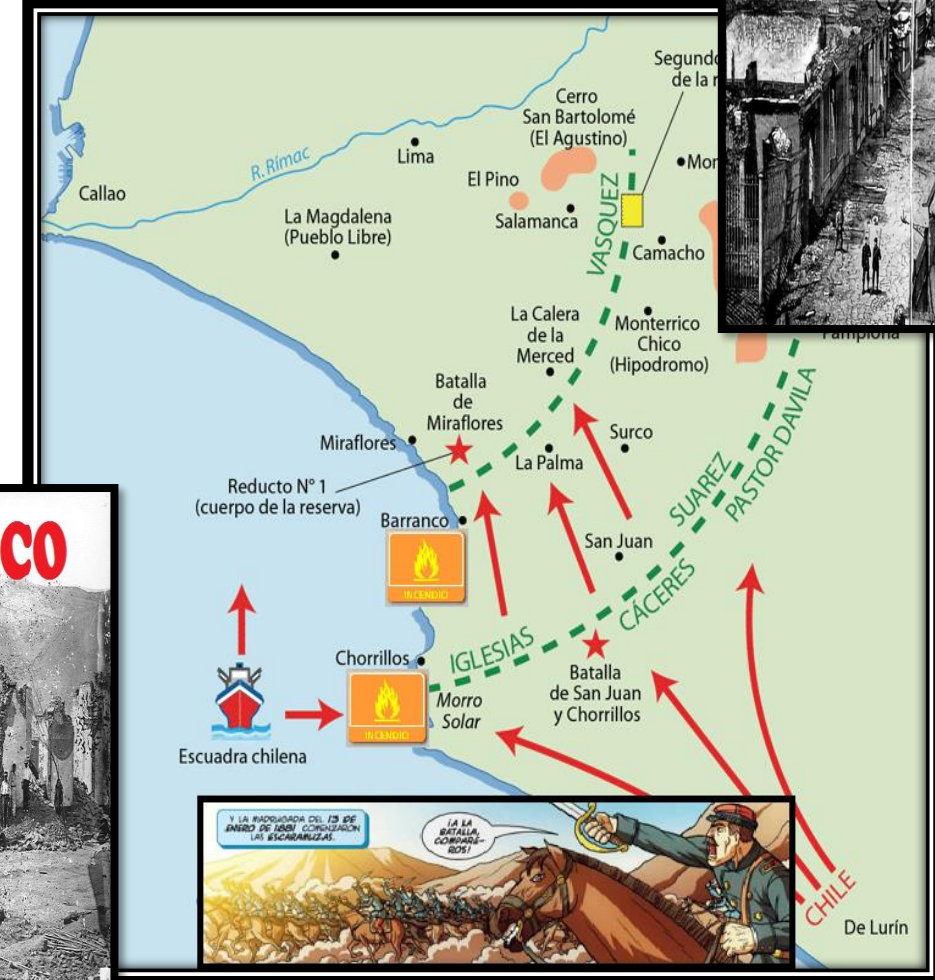 Segundo
de la
Cerro
San Bartolomé
(El Agustino)
R. Rímac
Lima
El Pino
Callao
VASQUEZ
Salamanca
La Magdalena
(Pueblo Libre)
Camacho
La Calera
de la
Merced
Monterrico
Chico
(Hipodromo)
Pamplona
Batalla
de
Miraflores
Miraflores
Surco
La Palma
PASTOR DAVILA
SUAREZ
Reducto N° 1
(cuerpo de la reserva)
Barranco
CO
San Juan
INCENDIO
CÁCERES
IGLESIAS
Chorrillos
Batalla
de San Juan
y Chorrillos
Morro
Solar
INCENDIO
Escuadra chilena
Y LA MADRUGADA DEL 13 DE
ENERO DE 1881 COMENZARON
LAS ESCARAMUZAS.
¡A LA
BATALLA,
COMPAÑE-
ROS!
CHILE
De Lurín